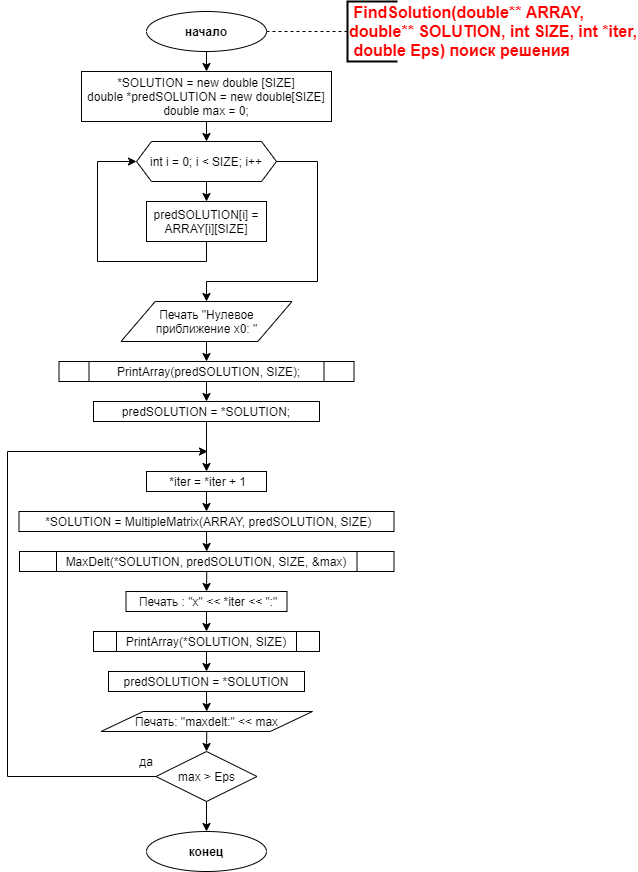 начало
FindSolution(double** ARRAY,
double** SOLUTION, int SIZE, int *iter,
double Eps) поиск решения
*SOLUTION = new double [SIZE]
double *predSOLUTION = new double[SIZE]
double max = 0;
int i = 0; i < SIZE; i++
predSOLUTION[i] =
ARRAY[i][SIZE]
Печать "Нулевое
приближение x0: "
PrintArray(predSOLUTION, SIZE);
predSOLUTION = *SOLUTION;
*iter = *iter + 1
*SOLUTION = MultipleMatrix(ARRAY, predSOLUTION, SIZE)
MaxDelt(*SOLUTION, predSOLUTION, SIZE, &max)
Печать : "x" << *iter << ":"
PrintArray(*SOLUTION, SIZE)
predSOLUTION = *SOLUTION
Печать: "maxdelt:" << max
да
max > Eps
конец